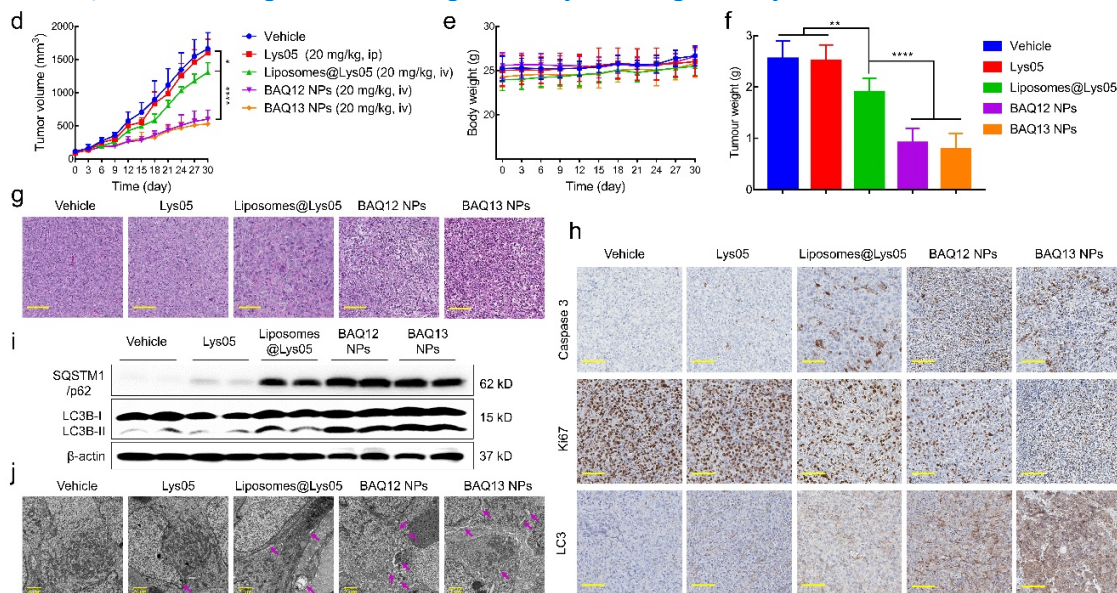 d
2000
1500
1000
500
0
Tumor volume (mm³)
0 3 6 9 12 15 18 21 24 27 30
Time (day)
*
****
Vehicle
Lys05 (20 mg/kg, ip)
Liposomes@Lys05 (20 mg/kg, iv)
BAQ12 NPs (20 mg/kg, iv)
BAQ13 NPs (20 mg/kg, iv)
e
30
25
20
Body weight (g)
0 3 6 9 12 15 18 21 24 27 30
Time (day)
f
3
2
1
0
Tumour weight (g)
**
****
Vehicle
Lys05
Liposomes@Lys05
BAQ12 NPs
BAQ13 NPs
g
Vehicle Lys05 Liposomes@Lys05 BAQ12 NPs BAQ13 NPs
h
Vehicle Lys05 Liposomes@Lys05 BAQ12 NPs BAQ13 NPs
Caspase 3
Ki67
LC3
i
Vehicle Lys05 Liposomes @Lys05 BAQ12 NPs BAQ13 NPs
SQSTM1 /p62 62 kD
LC3B-I 15 kD
LC3B-II
β-actin 37 kD
j
Vehicle Lys05 Liposomes@Lys05 BAQ12 NPs BAQ13 NPs